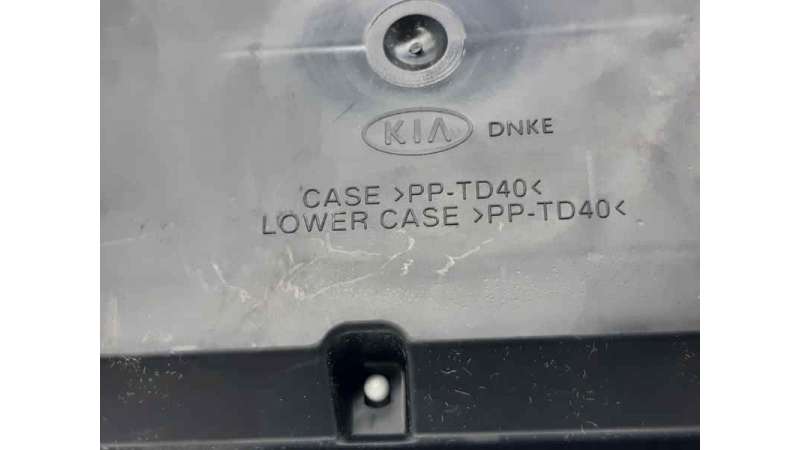 KIA DNKE
CASE >PP-TD40<
LOWER CASE >PP-TD40<